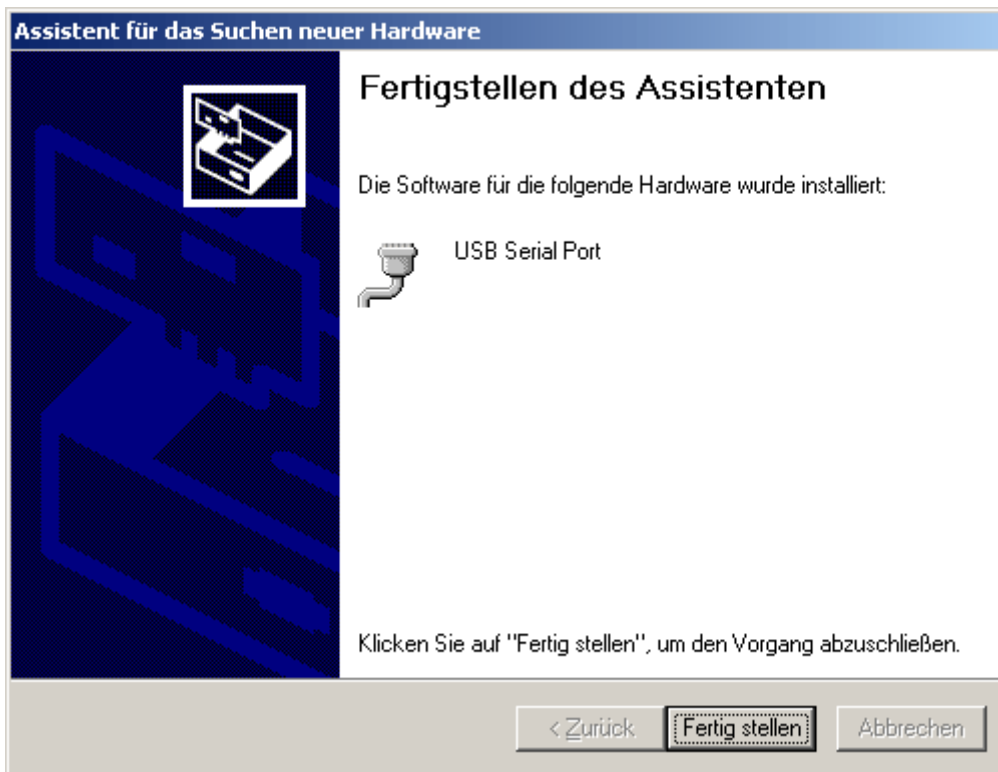 Assistent für das Suchen neuer Hardware
Fertigstellen des Assistenten
Die Software für die folgende Hardware wurde installiert:
USB Serial Port
Klicken Sie auf "Fertig stellen", um den Vorgang abzuschließen.
< Zurück Fertig stellen Abbrechen